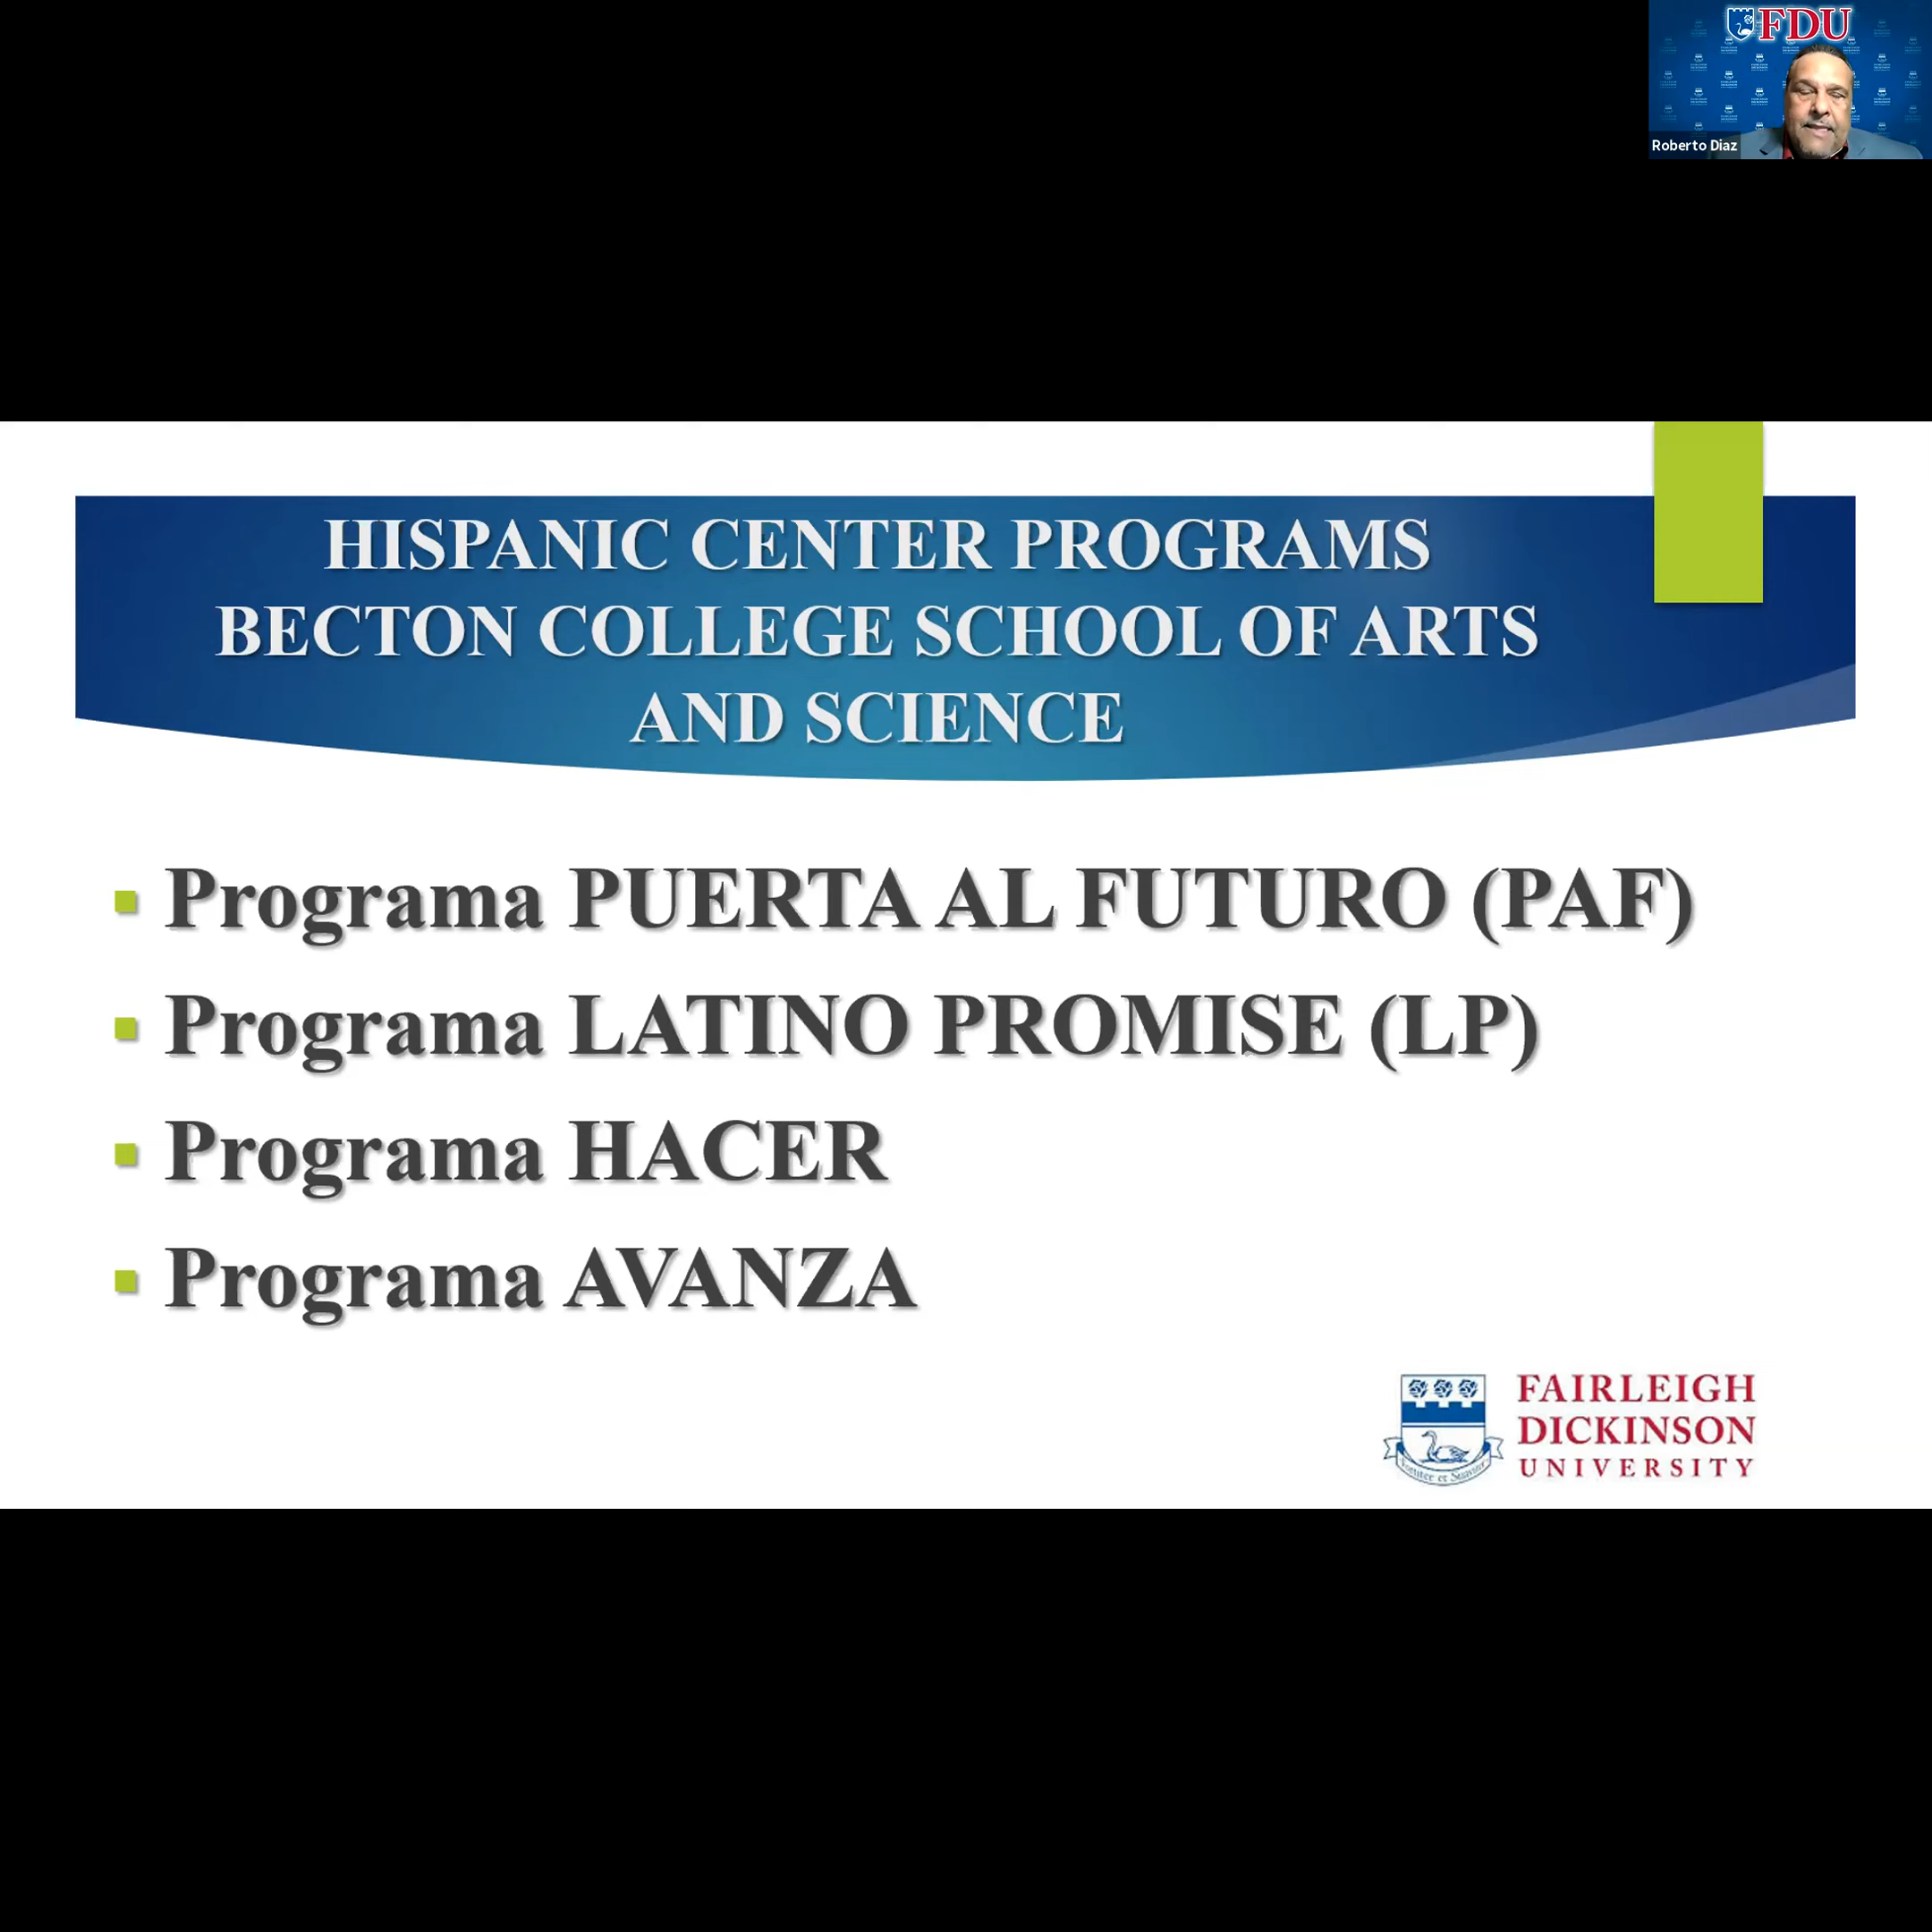 FDU
Roberto Diaz
HISPANIC CENTER PROGRAMS
BECTON COLLEGE SCHOOL OF ARTS
AND SCIENCE
Programa PUERTA AL FUTURO (PAF)
Programa LATINO PROMISE (LP)
Programa HACER
Programa AVANZA
FAIRLEIGH
DICKINSON
UNIVERSITY